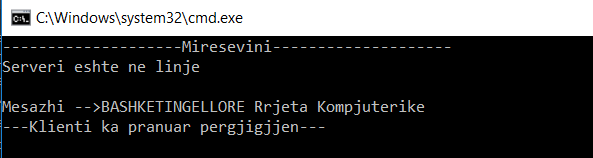 C:\Windows\system32\cmd.exe
--------------------Miresevini--------------------
Serveri eshte ne linje
Mesazhi -->BASHKETINGELLORE Rrjeta Kompjuterike
---Klienti ka pranuar pergjigjjen---